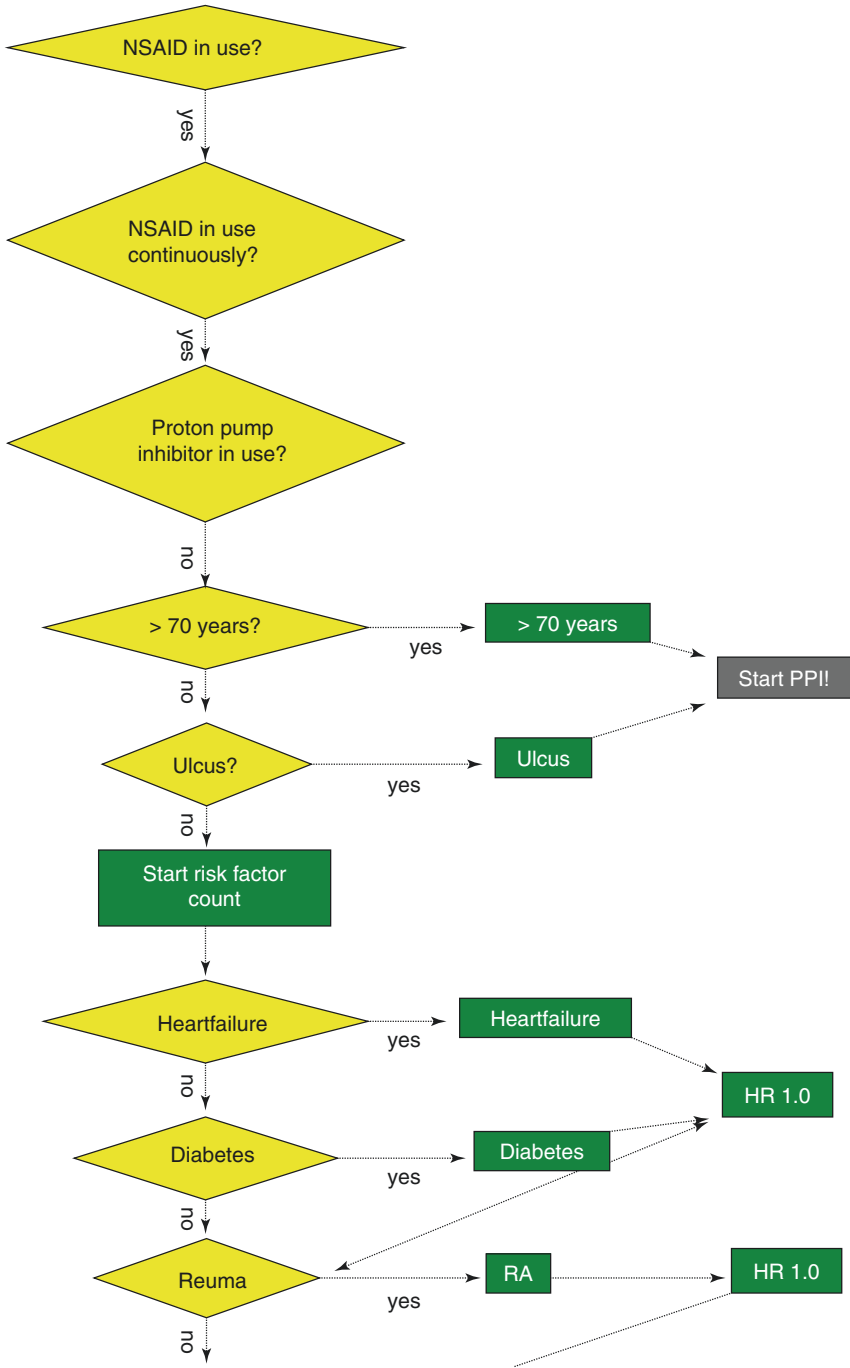 NSAID in use?
yes
NSAID in use
continuously?
yes
Proton pump
inhibitor in use?
no
> 70 years?
yes
> 70 years
Start PPI!
no
Ulcus?
yes
Ulcus
no
Start risk factor
count
Heartfailure
yes
Heartfailure
HR 1.0
no
Diabetes
yes
Diabetes
no
Reuma
yes
RA
HR 1.0
no